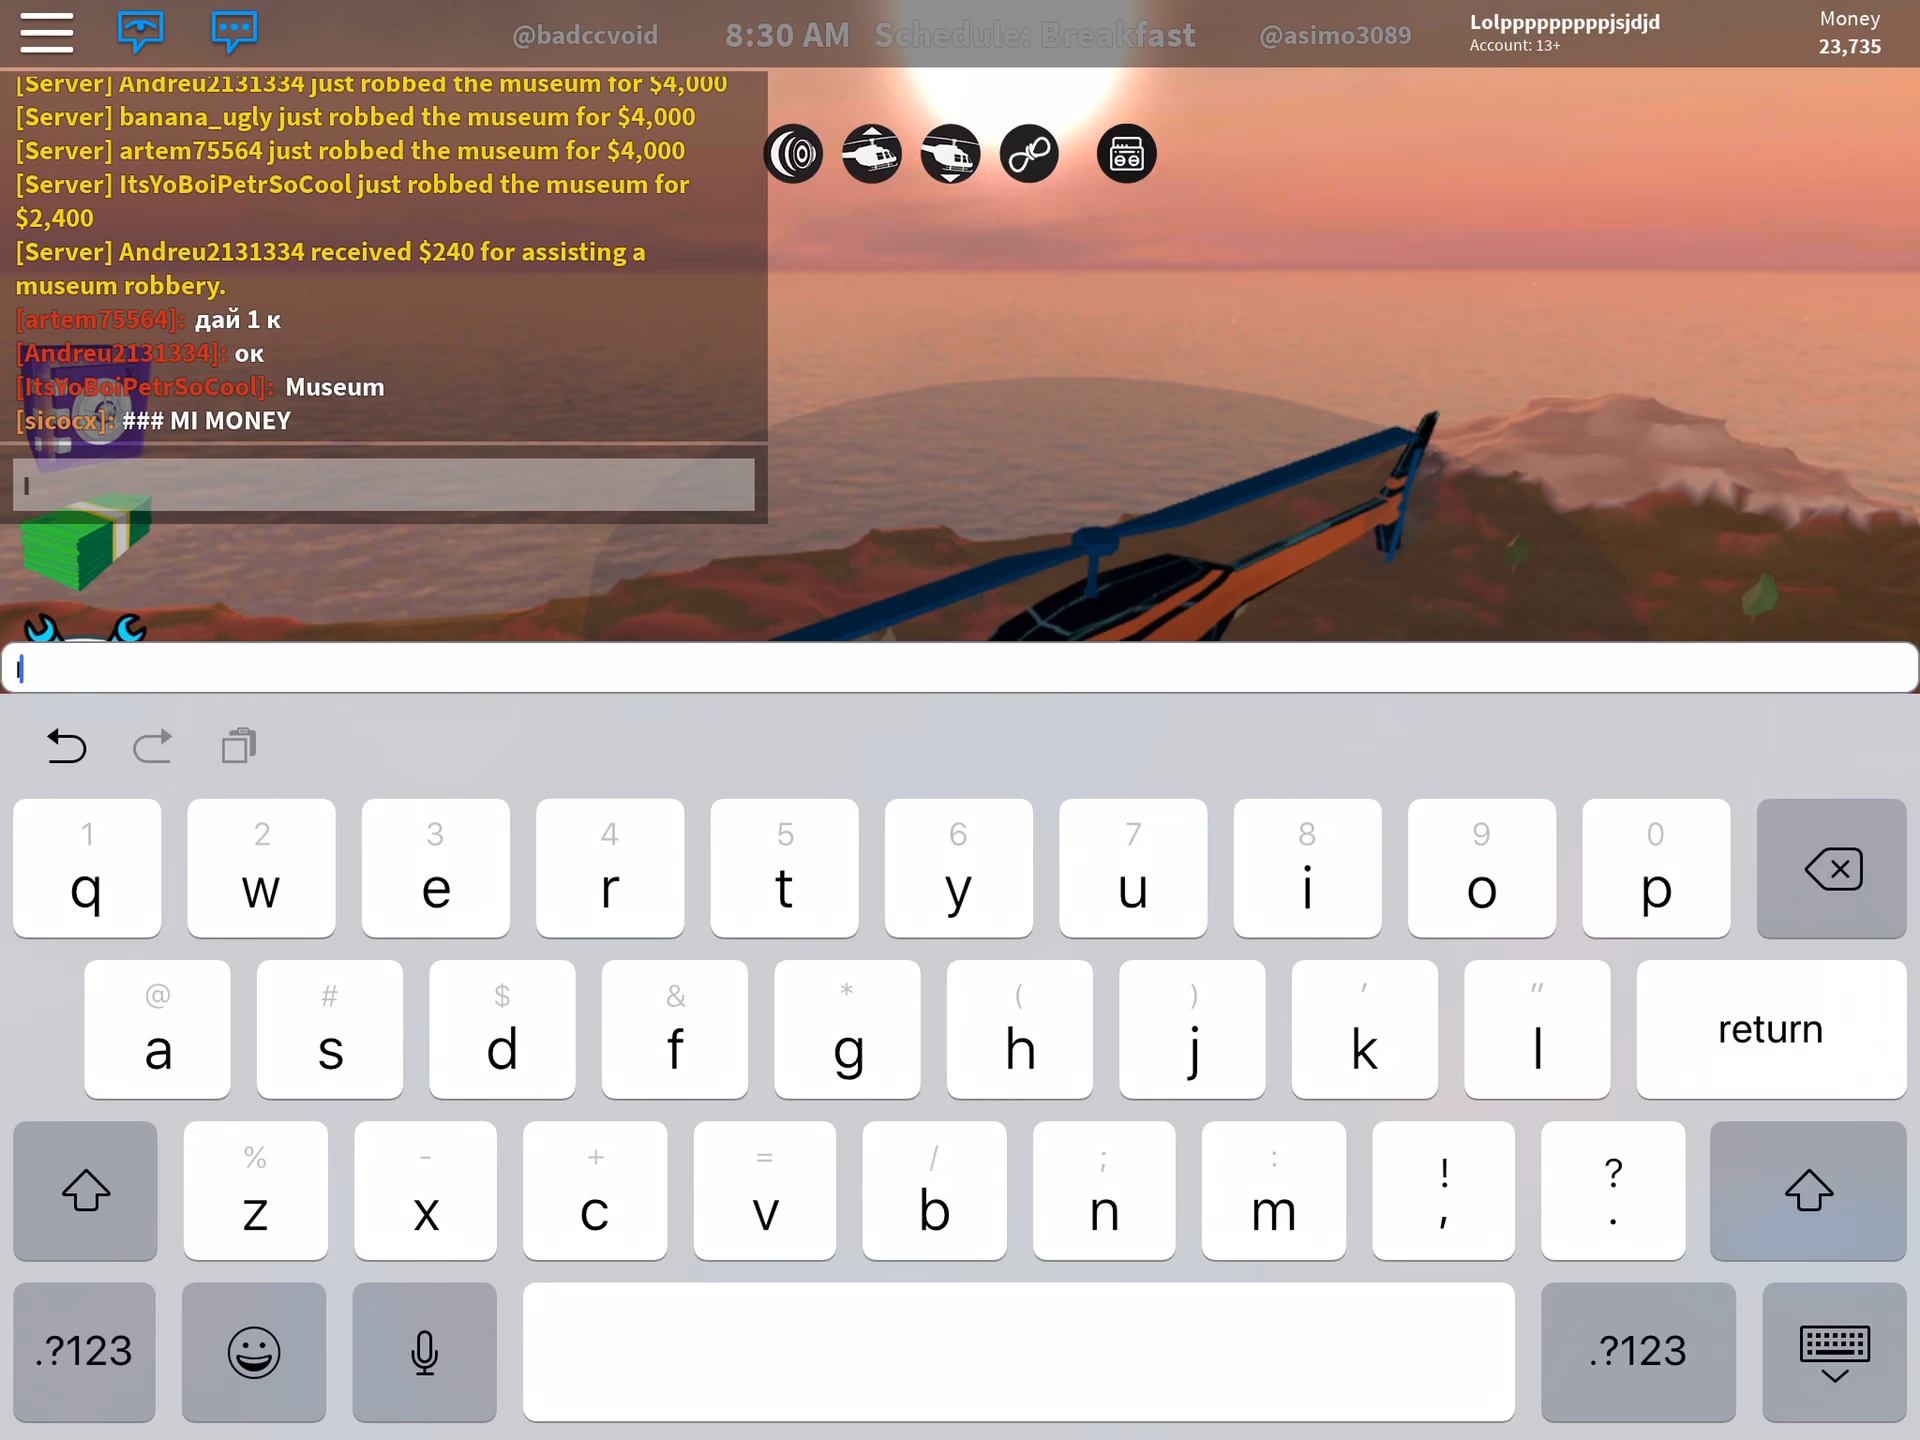 @badccvoid 8:30 AM Schedule: Breakfast @asimo3089 Lolpppppppppjsjdjd Money
Account: 13+ 23,735
[Server] Andreu2131334 just robbed the museum for $4,000
[Server] banana_ugly just robbed the museum for $4,000
[Server] artem75564 just robbed the museum for $4,000
[Server] ItsYoBoiPetrSoCool just robbed the museum for
$2,400
[Server] Andreu2131334 received $240 for assisting a
museum robbery.
[artem75564]: дай 1 к
[Andreu2131334]: ок
[ItsYoBoiPetrSoCool]: Museum
[sicocx]: ### MI MONEY
I
I
1 2 3 4 5 6 7 8 9 0
q w e r t y u i o p
@ # $ & * ( ) ' "
a s d f g h j k l return
% - + = / ; : ! ?
z x c v b n m , .
.?123 .?123